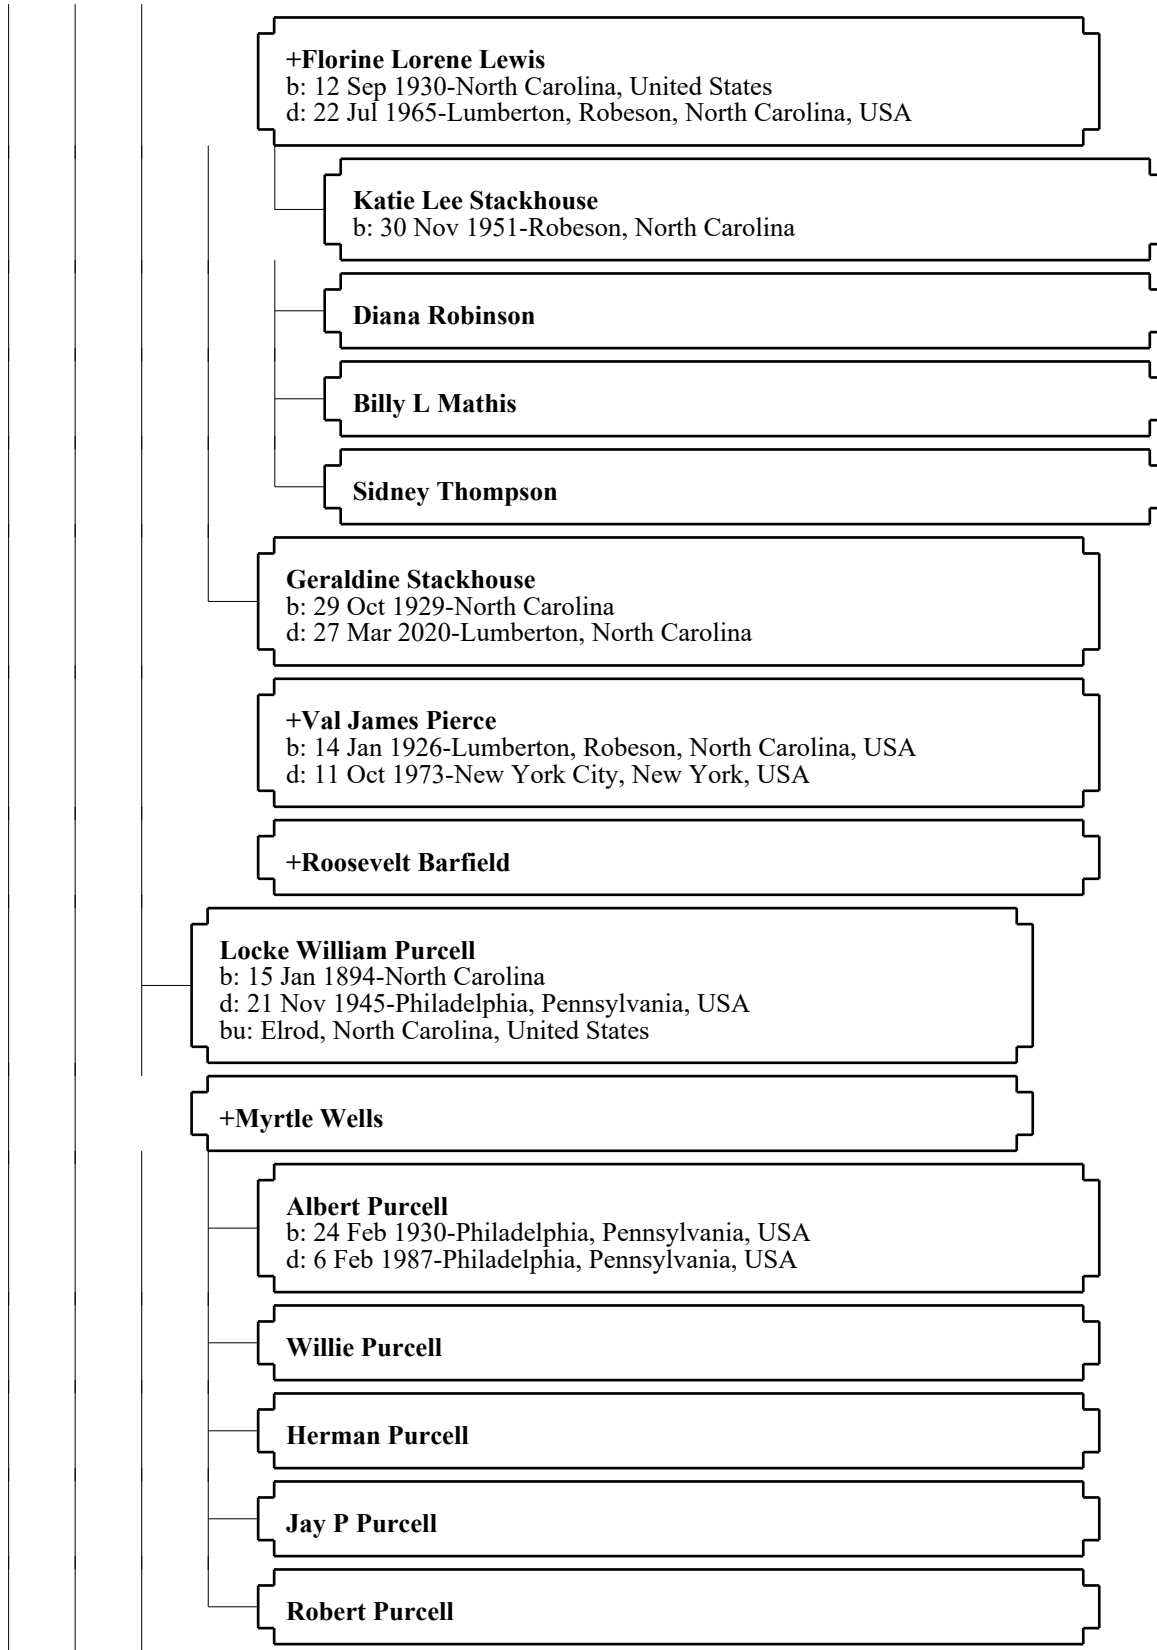 +Florine Lorene Lewis
b: 12 Sep 1930-North Carolina, United States
d: 22 Jul 1965-Lumberton, Robeson, North Carolina, USA
Katie Lee Stackhouse
b: 30 Nov 1951-Robeson, North Carolina
Diana Robinson
Billy L Mathis
Sidney Thompson
Geraldine Stackhouse
b: 29 Oct 1929-North Carolina
d: 27 Mar 2020-Lumberton, North Carolina
+Val James Pierce
b: 14 Jan 1926-Lumberton, Robeson, North Carolina, USA
d: 11 Oct 1973-New York City, New York, USA
+Roosevelt Barfield
Locke William Purcell
b: 15 Jan 1894-North Carolina
d: 21 Nov 1945-Philadelphia, Pennsylvania, USA
bu: Elrod, North Carolina, United States
+Myrtle Wells
Albert Purcell
b: 24 Feb 1930-Philadelphia, Pennsylvania, USA
d: 6 Feb 1987-Philadelphia, Pennsylvania, USA
Willie Purcell
Herman Purcell
Jay P Purcell
Robert Purcell